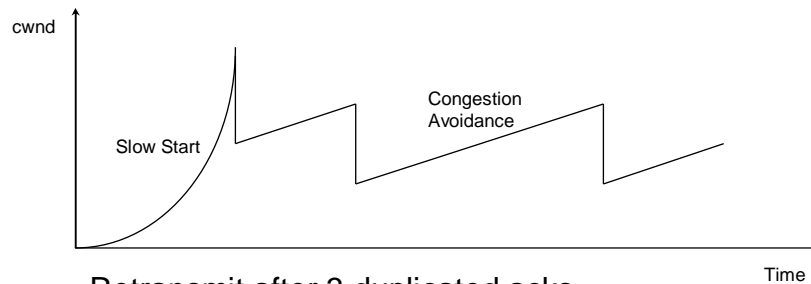 cwnd
Congestion
Avoidance
Slow Start
Time
Retransmit after duplicated acks